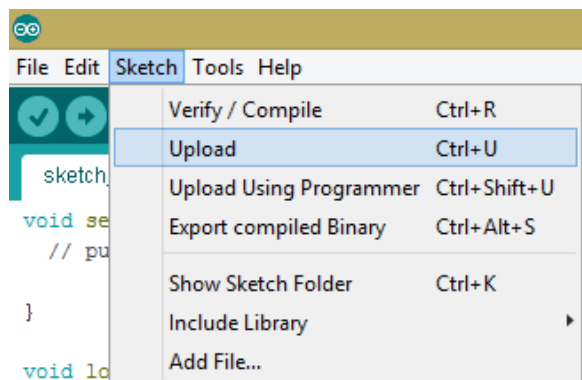 File Edit Sketch Tools Help
Verify / Compile Ctrl+R
Upload Ctrl+U
sketch_
Upload Using Programmer Ctrl+Shift+U
void se
Export compiled Binary Ctrl+Alt+S
// pu
Show Sketch Folder Ctrl+K
}
Include Library
Add File...
void lo